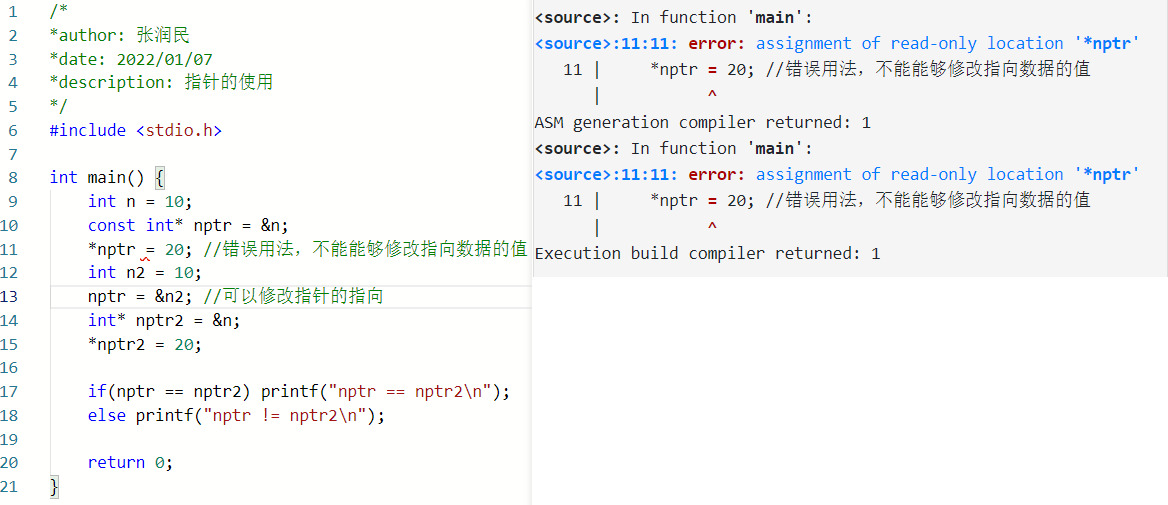 1 /*
2 *author: 张润民
3 *date: 2022/01/07
4 *description: 指针的使用
5 */
6 #include <stdio.h>
7
8 int main() {
9 int n = 10;
10 const int* nptr = &n;
11 *nptr = 20; //错误用法，不能能够修改指向数据的值
12 int n2 = 10;
13 nptr = &n2; //可以修改指针的指向
14 int* nptr2 = &n;
15 *nptr2 = 20;
16
17 if(nptr == nptr2) printf("nptr == nptr2\n");
18 else printf("nptr != nptr2\n");
19
20 return 0;
21 }
<source>: In function 'main':
<source>:11:11: error: assignment of read-only location '*nptr'
11 | *nptr = 20; //错误用法，不能能够修改指向数据的值
| ^
ASM generation compiler returned: 1
<source>: In function 'main':
<source>:11:11: error: assignment of read-only location '*nptr'
11 | *nptr = 20; //错误用法，不能能够修改指向数据的值
| ^
Execution build compiler returned: 1